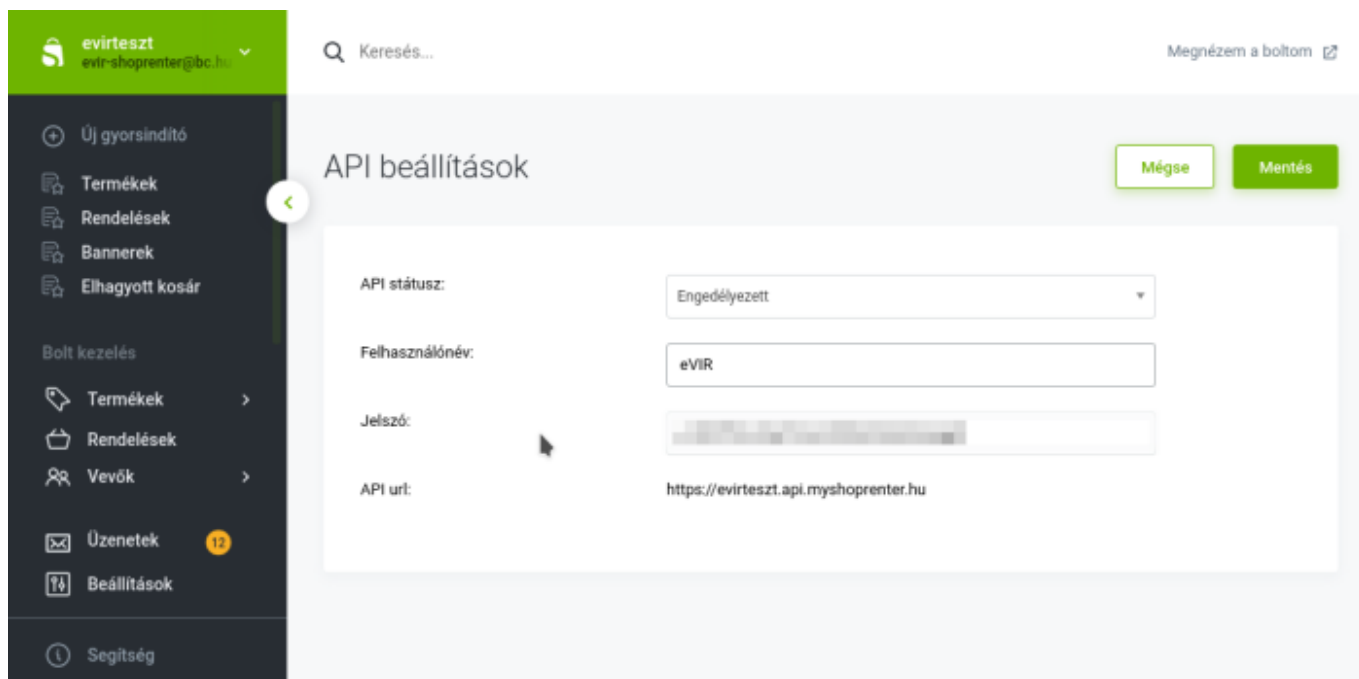 evirteszt
evir-shoprenter@bc.hu
Keresés...
Megnézem a boltom
Új gyorsindító
Termékek
Rendelések
Bannerek
Elhagyott kosár
Bolt kezelés
Termékek
Rendelések
Vevők
Üzenetek 12
Beállítások
Segítség
API beállítások
Mégse
Mentés
API státusz:
Engedélyezett
Felhasználónév:
eVIR
Jelszó:
API url:
https://evirteszt.api.myshoprenter.hu